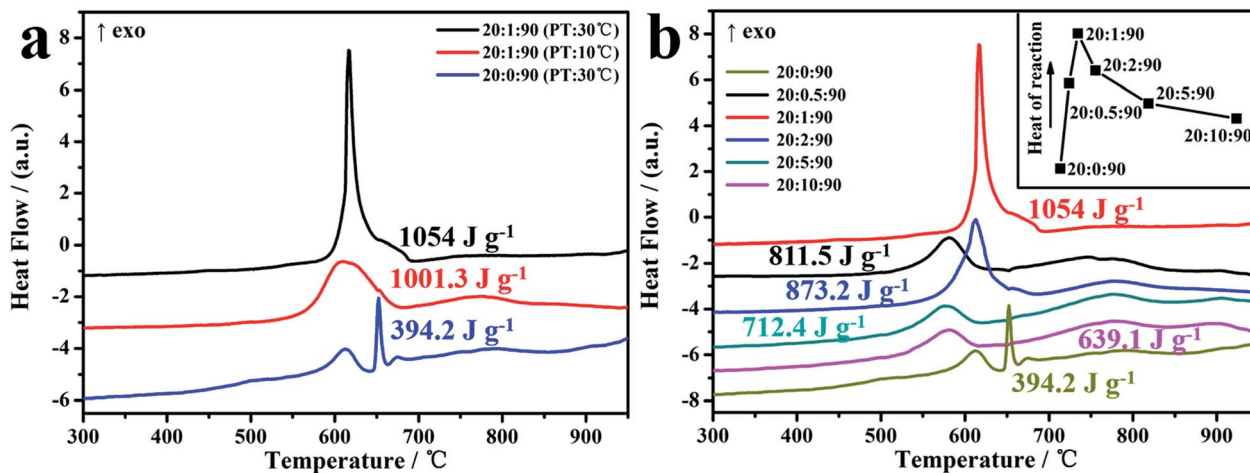 a
↑ exo
20:1:90 (PT:30℃)
20:1:90 (PT:10℃)
20:0:90 (PT:30℃)
1054 J g-1
1001.3 J g-1
394.2 J g-1
Heat Flow / (a.u.)
8
6
4
2
0
-2
-4
-6
300
400
500
600
700
800
900
Temperature / ℃
b
↑ exo
20:0:90
20:0.5:90
20:1:90
20:2:90
20:5:90
20:10:90
Heat of reaction
20:1:90
20:2:90
20:5:90
20:0.5:90
20:10:90
20:0:90
1054 J g-1
811.5 J g-1
873.2 J g-1
712.4 J g-1
639.1 J g-1
394.2 J g-1
Heat Flow / (a.u.)
8
6
4
2
0
-2
-4
-6
-8
300
400
500
600
700
800
900
Temperature / ℃